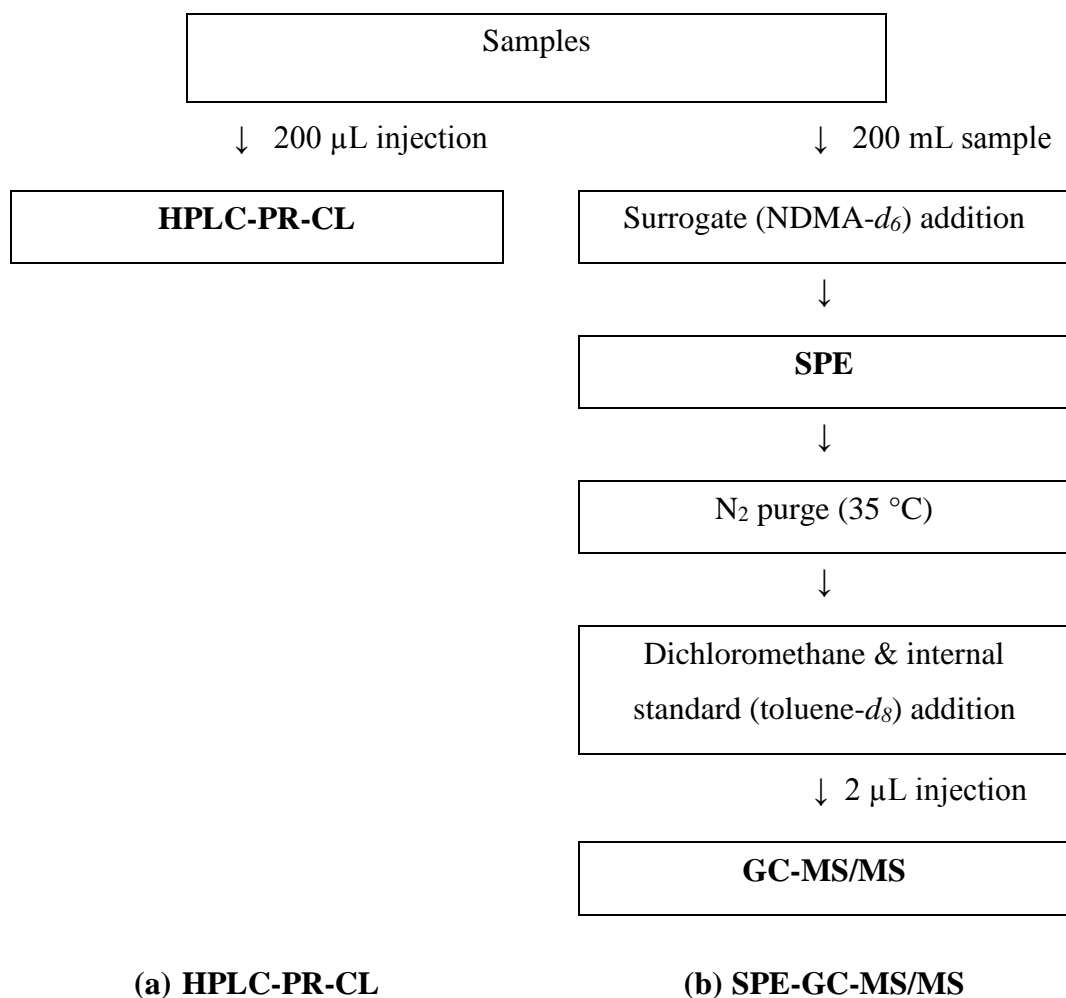 Samples
↓ 200 µL injection
↓ 200 mL sample
HPLC-PR-CL
Surrogate (NDMA-d6) addition
↓
SPE
↓
N2 purge (35 °C)
↓
Dichloromethane & internal
standard (toluene-d8) addition
↓ 2 µL injection
GC-MS/MS
(a) HPLC-PR-CL
(b) SPE-GC-MS/MS